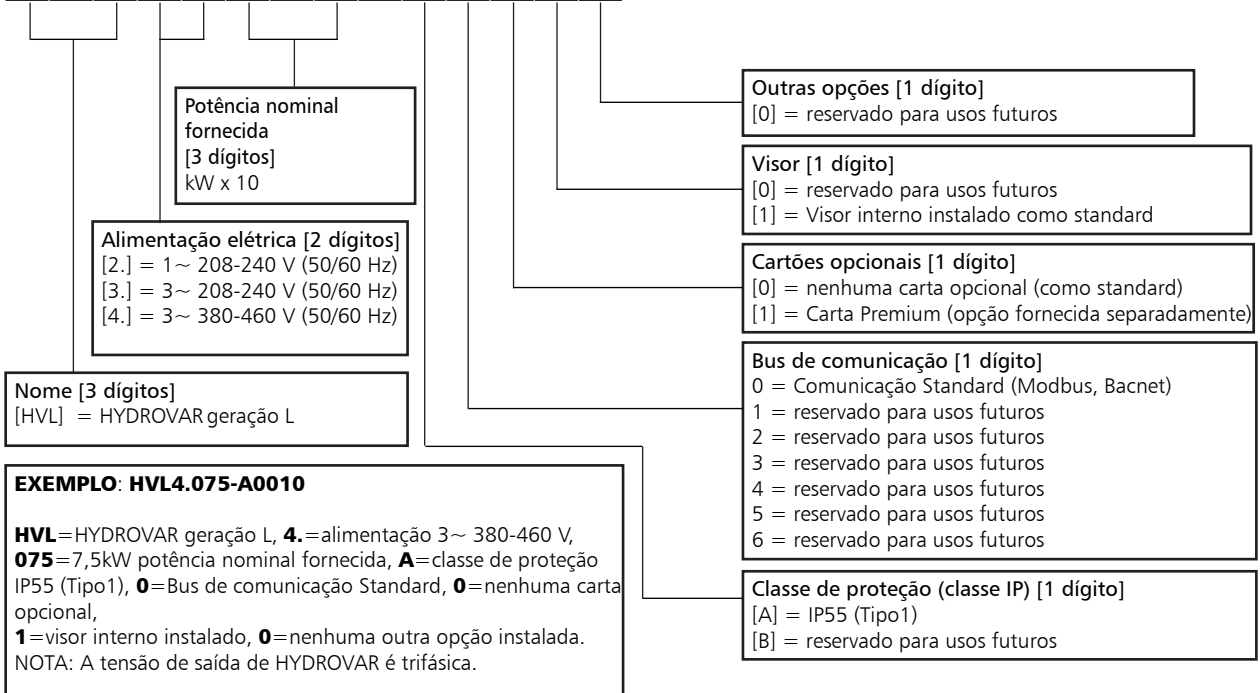 Potência nominal
fornecida
[3 dígitos]
kW x 10
Alimentação elétrica [2 dígitos]
[2.] = 1~ 208-240 V (50/60 Hz)
[3.] = 3~ 208-240 V (50/60 Hz)
[4.] = 3~ 380-460 V (50/60 Hz)
Nome [3 dígitos]
[HVL] = HYDROVAR geração L
EXEMPLO: HVL4.075-A0010
HVL=HYDROVAR geração L, 4.=alimentação 3~ 380-460 V,
075=7,5kW potência nominal fornecida, A=classe de proteção
IP55 (Tipo1), 0=Bus de comunicação Standard, 0=nenhuma carta
opcional,
1=visor interno instalado, 0=nenhuma outra opção instalada.
NOTA: A tensão de saída de HYDROVAR é trifásica.
Outras opções [1 dígito]
[0] = reservado para usos futuros
Visor [1 dígito]
[0] = reservado para usos futuros
[1] = Visor interno instalado como standard
Cartões opcionais [1 dígito]
[0] = nenhuma carta opcional (como standard)
[1] = Carta Premium (opção fornecida separadamente)
Bus de comunicação [1 dígito]
0 = Comunicação Standard (Modbus, Bacnet)
1 = reservado para usos futuros
2 = reservado para usos futuros
3 = reservado para usos futuros
4 = reservado para usos futuros
5 = reservado para usos futuros
6 = reservado para usos futuros
Classe de proteção (classe IP) [1 dígito]
[A] = IP55 (Tipo1)
[B] = reservado para usos futuros